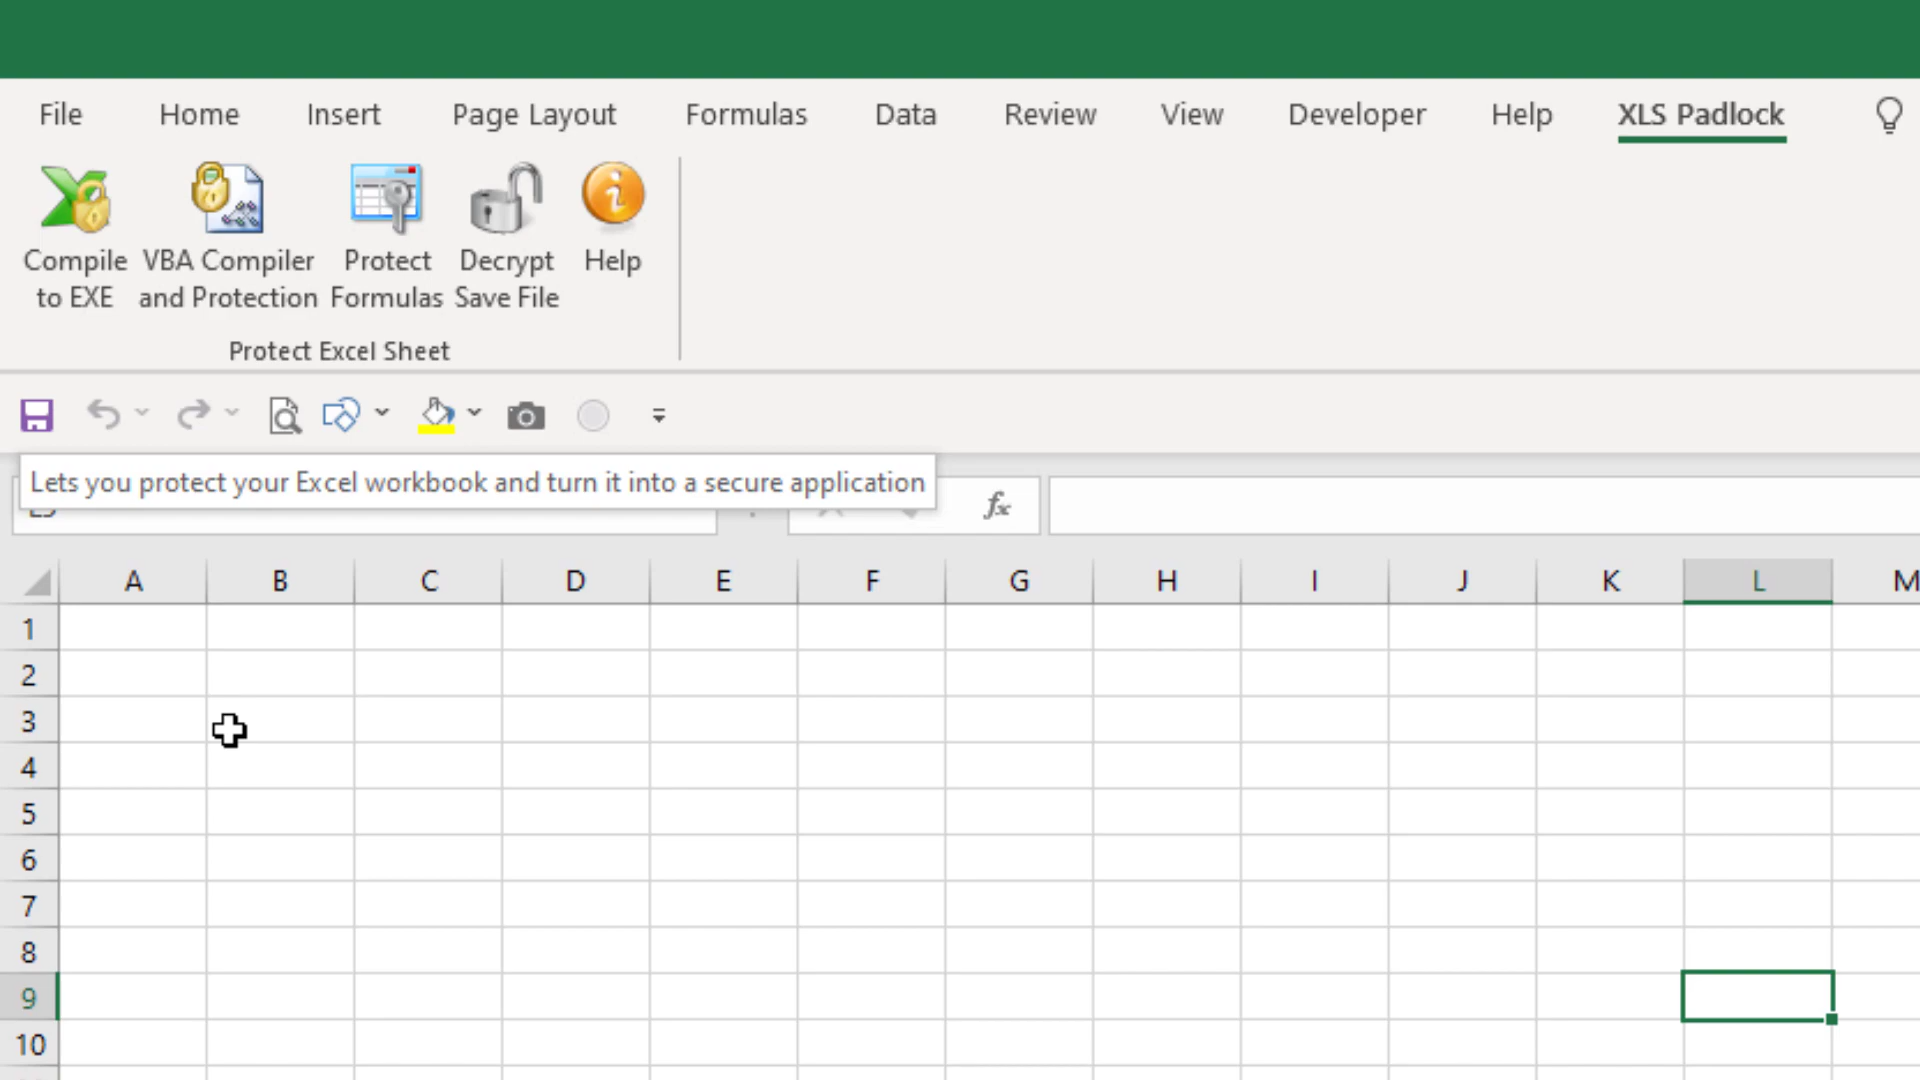 File Home Insert Page Layout Formulas Data Review View Developer Help XLS Padlock
Compile VBA Compiler Protect Decrypt Help
to EXE and Protection Formulas Save File
Protect Excel Sheet
Lets you protect your Excel workbook and turn it into a secure application
fx
A B C D E F G H I J K L M
1
2
3
4
5
6
7
8
9
10